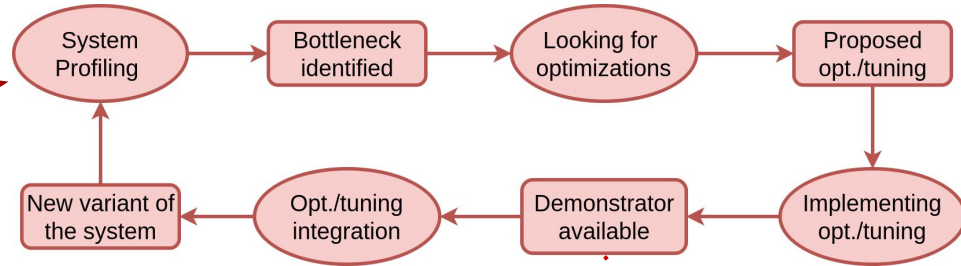 System
Profiling
Bottleneck
identified
Looking for
optimizations
Proposed
opt./tuning
Implementing
opt./tuning
Demonstrator
available
Opt./tuning
integration
New variant of
the system